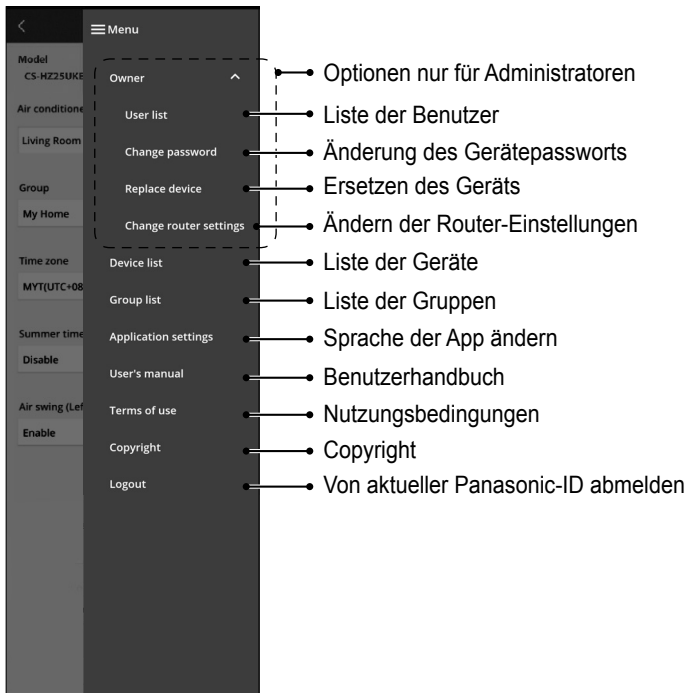 Menu
Model
CS-HZ25UKE
Owner
Optionen nur für Administratoren
Air conditione
User list
Liste der Benutzer
Living Room
Change password
Änderung des Gerätepassworts
Group
Replace device
Ersetzen des Geräts
My Home
Change router settings
Ändern der Router-Einstellungen
Time zone
Device list
Liste der Geräte
MYT(UTC+08
Group list
Liste der Gruppen
Summer time
Application settings
Sprache der App ändern
Disable
User's manual
Benutzerhandbuch
Air swing (Lef
Terms of use
Nutzungsbedingungen
Enable
Copyright
Copyright
Logout
Von aktueller Panasonic-ID abmelden